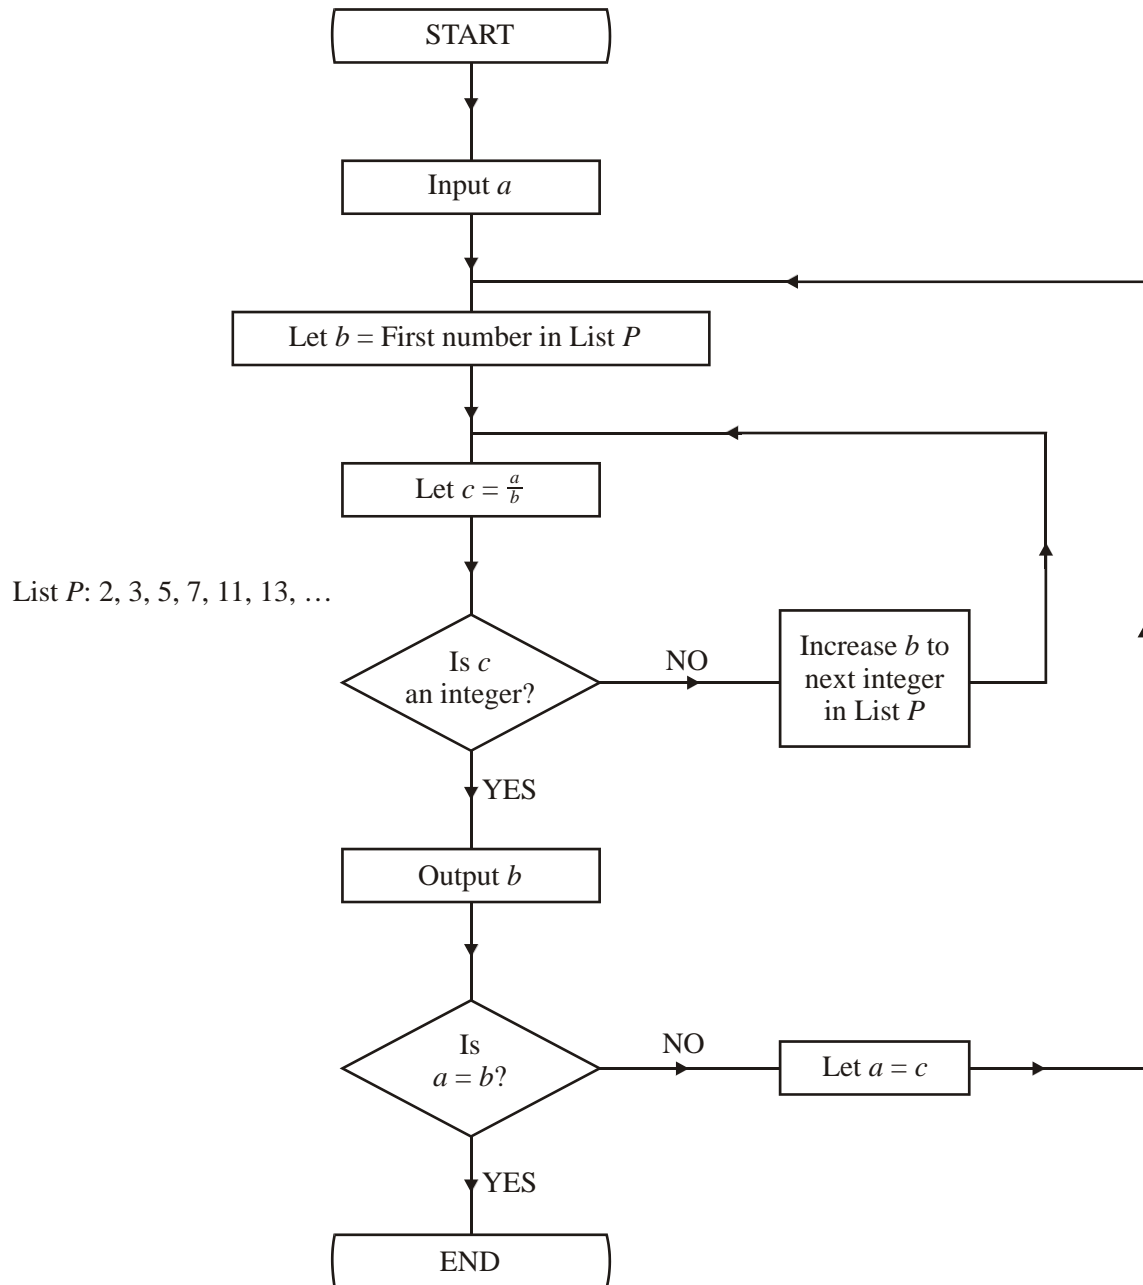 START
Input a
Let b = First number in List P
Let c = a/b
List P: 2, 3, 5, 7, 11, 13, …
Is c
an integer?
NO
Increase b to
next integer
in List P
YES
Output b
Is
a = b?
NO
Let a = c
YES
END